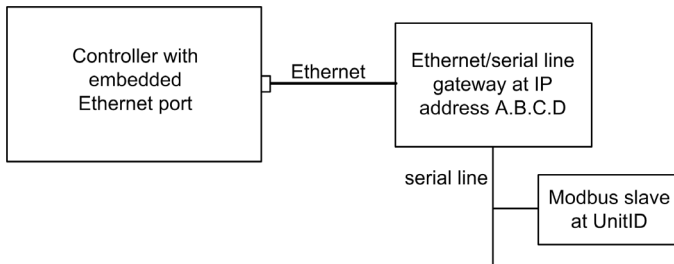 Controller with
embedded
Ethernet port
Ethernet
Ethernet/serial line
gateway at IP
address A.B.C.D
serial line
Modbus slave
at UnitID